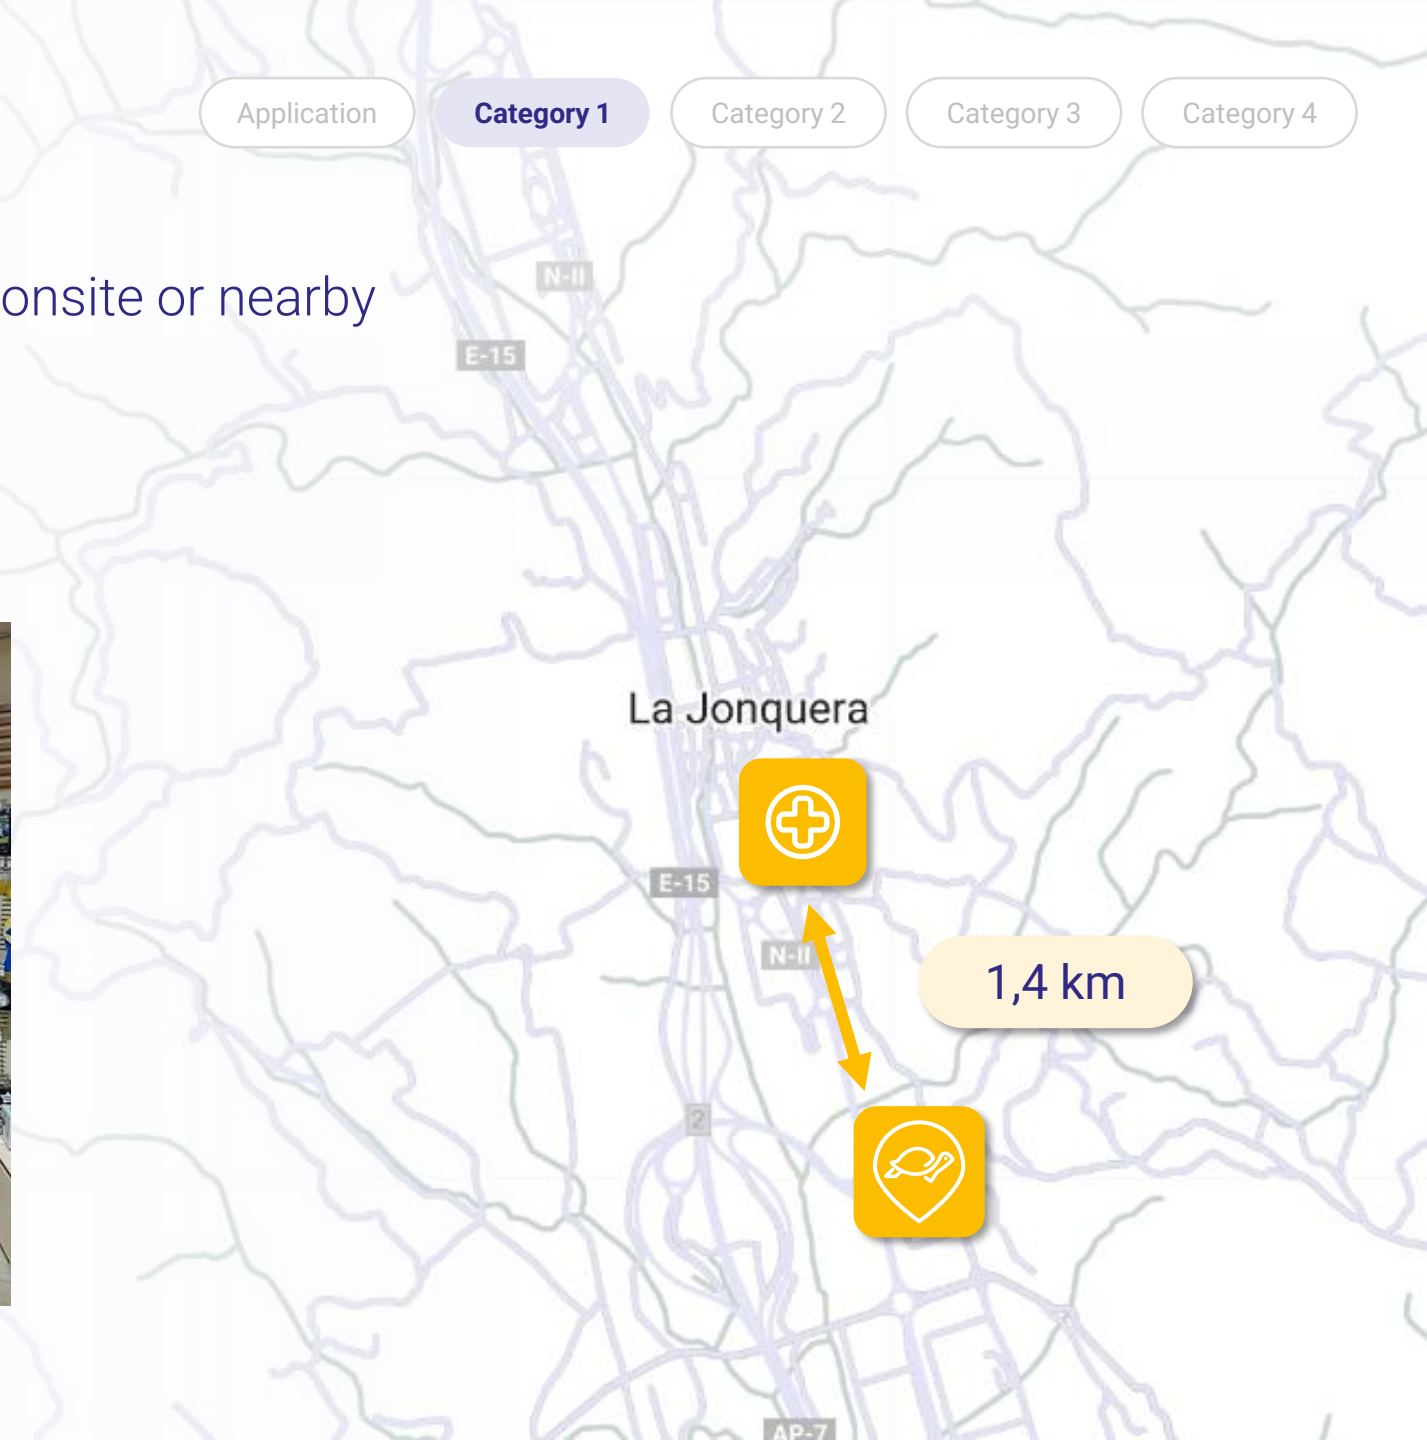 Application
Category 1
Category 2
Category 3
Category 4
onsite or nearby
N-II
E-15
La Jonquera
E-15
N-II
1,4 km
2
AP-7